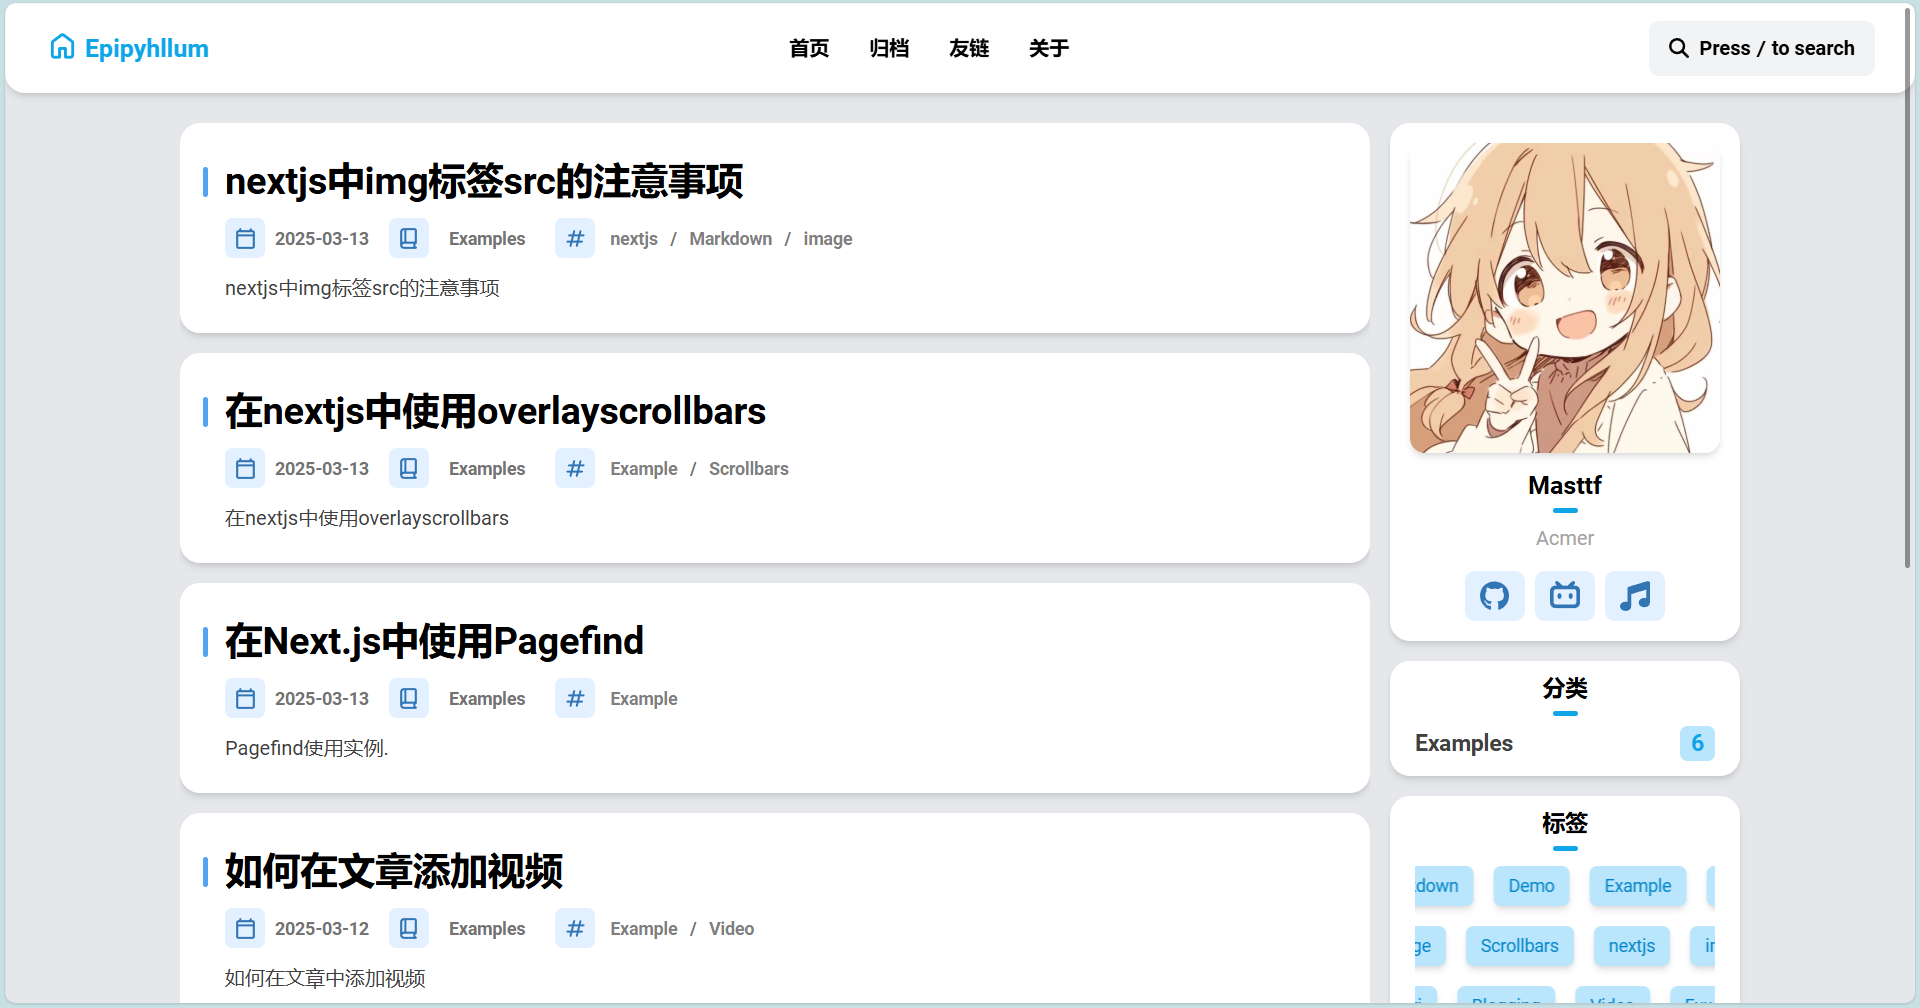 Epipyhllum
首页 归档 友链 关于
Press / to search
nextjs中img标签src的注意事项
2025-03-13 Examples # nextjs / Markdown / image
nextjs中img标签src的注意事项
在nextjs中使用overlayscrollbars
2025-03-13 Examples # Example / Scrollbars
在nextjs中使用overlayscrollbars
在Next.js中使用Pagefind
2025-03-13 Examples # Example
Pagefind使用实例.
如何在文章添加视频
2025-03-12 Examples # Example / Video
如何在文章中添加视频
Masttf
Acmer
分类
Examples 6
标签
Demo Example
Scrollbars nextjs
Blogging Video